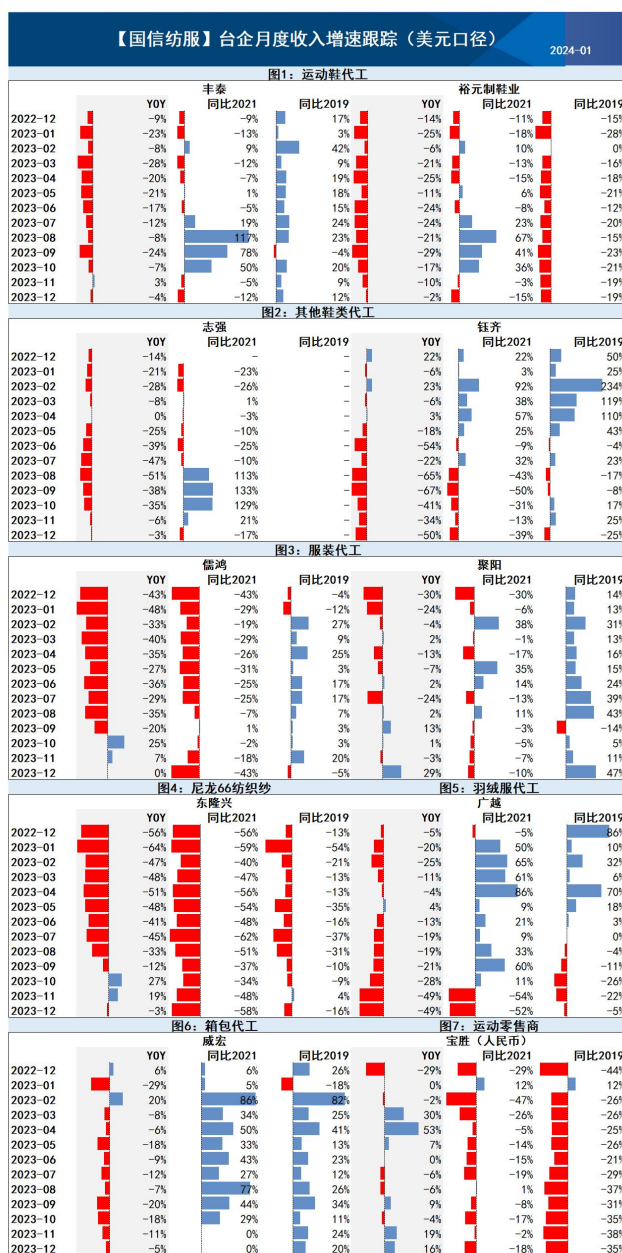 【国信纺服】台企月度收入增速跟踪（美元口径）
2024-01
图1：运动鞋代工
丰泰 裕元制鞋业
YOY 同比2021 同比2019 YOY 同比2021 同比2019
2022-12 -9% -9% 17% -14% -11% -15%
2023-01 -23% -13% 3% -25% -18% -28%
2023-02 -8% 9% 42% -6% 10% 0%
2023-03 -28% -12% 9% -21% -13% -16%
2023-04 -20% -7% 19% -25% -15% -18%
2023-05 -21% 1% 18% -11% 6% -21%
2023-06 -17% -5% 15% -24% -8% -12%
2023-07 -12% 19% 24% -24% 23% -20%
2023-08 -8% 117% 23% -21% 67% -15%
2023-09 -24% 78% -4% -29% 41% -23%
2023-10 -7% 50% 20% -17% 36% -21%
2023-11 3% -5% 9% -10% -3% -19%
2023-12 -4% -12% 12% -2% -15% -19%
图2：其他鞋类代工
志强 钰齐
YOY 同比2021 同比2019 YOY 同比2021 同比2019
2022-12 -14% - - 22% 22% 50%
2023-01 -21% -23% - -6% 3% 25%
2023-02 -28% -26% - 23% 92% 234%
2023-03 -8% 1% - -6% 38% 119%
2023-04 0% -3% - 3% 57% 110%
2023-05 -25% -10% - -18% 25% 43%
2023-06 -39% -25% - -54% -9% -4%
2023-07 -47% -10% - -22% 32% 23%
2023-08 -51% 113% - -65% -43% -17%
2023-09 -38% 133% - -67% -50% -8%
2023-10 -35% 129% - -41% -31% 17%
2023-11 -6% 21% - -34% -13% 25%
2023-12 -3% -17% - -50% -39% -25%
图3：服装代工
儒鸿 聚阳
YOY 同比2021 同比2019 YOY 同比2021 同比2019
2022-12 -43% -43% -4% -30% -30% 14%
2023-01 -48% -29% -12% -24% -6% 13%
2023-02 -33% -19% 27% -4% 38% 31%
2023-03 -40% -29% 9% 2% -1% 13%
2023-04 -35% -26% 25% -13% -17% 16%
2023-05 -27% -31% 3% -7% 35% 15%
2023-06 -36% -25% 17% 2% 14% 24%
2023-07 -29% -25% 17% -24% -13% 39%
2023-08 -35% -7% 7% 2% 11% 43%
2023-09 -20% 1% 3% 13% -3% -14%
2023-10 25% -2% 3% 1% -5% 5%
2023-11 7% -18% 20% -3% -7% 11%
2023-12 0% -43% -5% 29% -10% 47%
图4：尼龙66纺织纱 图5：羽绒服代工
东隆兴 广越
YOY 同比2021 同比2019 YOY 同比2021 同比2019
2022-12 -56% -56% -13% -5% -5% 86%
2023-01 -64% -59% -54% -20% 50% 10%
2023-02 -47% -40% -21% -25% 65% 32%
2023-03 -48% -47% -13% -11% 61% 6%
2023-04 -51% -56% -13% -4% 86% 70%
2023-05 -48% -54% -35% 4% 9% 18%
2023-06 -41% -48% -16% -13% 21% 3%
2023-07 -45% -62% -37% -19% 9% 0%
2023-08 -33% -51% -31% -19% 33% -4%
2023-09 -12% -37% -10% -21% 60% -11%
2023-10 27% -34% -9% -28% 11% -26%
2023-11 19% -48% 4% -49% -54% -22%
2023-12 -3% -58% -16% -49% -52% -5%
图6：箱包代工 图7：运动零售商
威宏 宝胜（人民币）
YOY 同比2021 同比2019 YOY 同比2021 同比2019
2022-12 6% 6% 26% -29% -29% -44%
2023-01 -29% 5% -18% 0% 12% 12%
2023-02 20% 86% 82% -2% -47% -26%
2023-03 -8% 34% 25% 30% -26% -26%
2023-04 -6% 50% 41% 53% -5% -25%
2023-05 -18% 33% 13% 7% -14% -26%
2023-06 -9% 43% 23% 0% -15% -21%
2023-07 -12% 27% 12% -6% -19% -29%
2023-08 -7% 77% 26% -6% 1% -37%
2023-09 -20% 44% 34% 9% -8% -31%
2023-10 -18% 29% 11% -4% -17% -35%
2023-11 -11% 0% 24% 19% -2% -38%
2023-12 -5% 0% 20% 16% -18% -35%